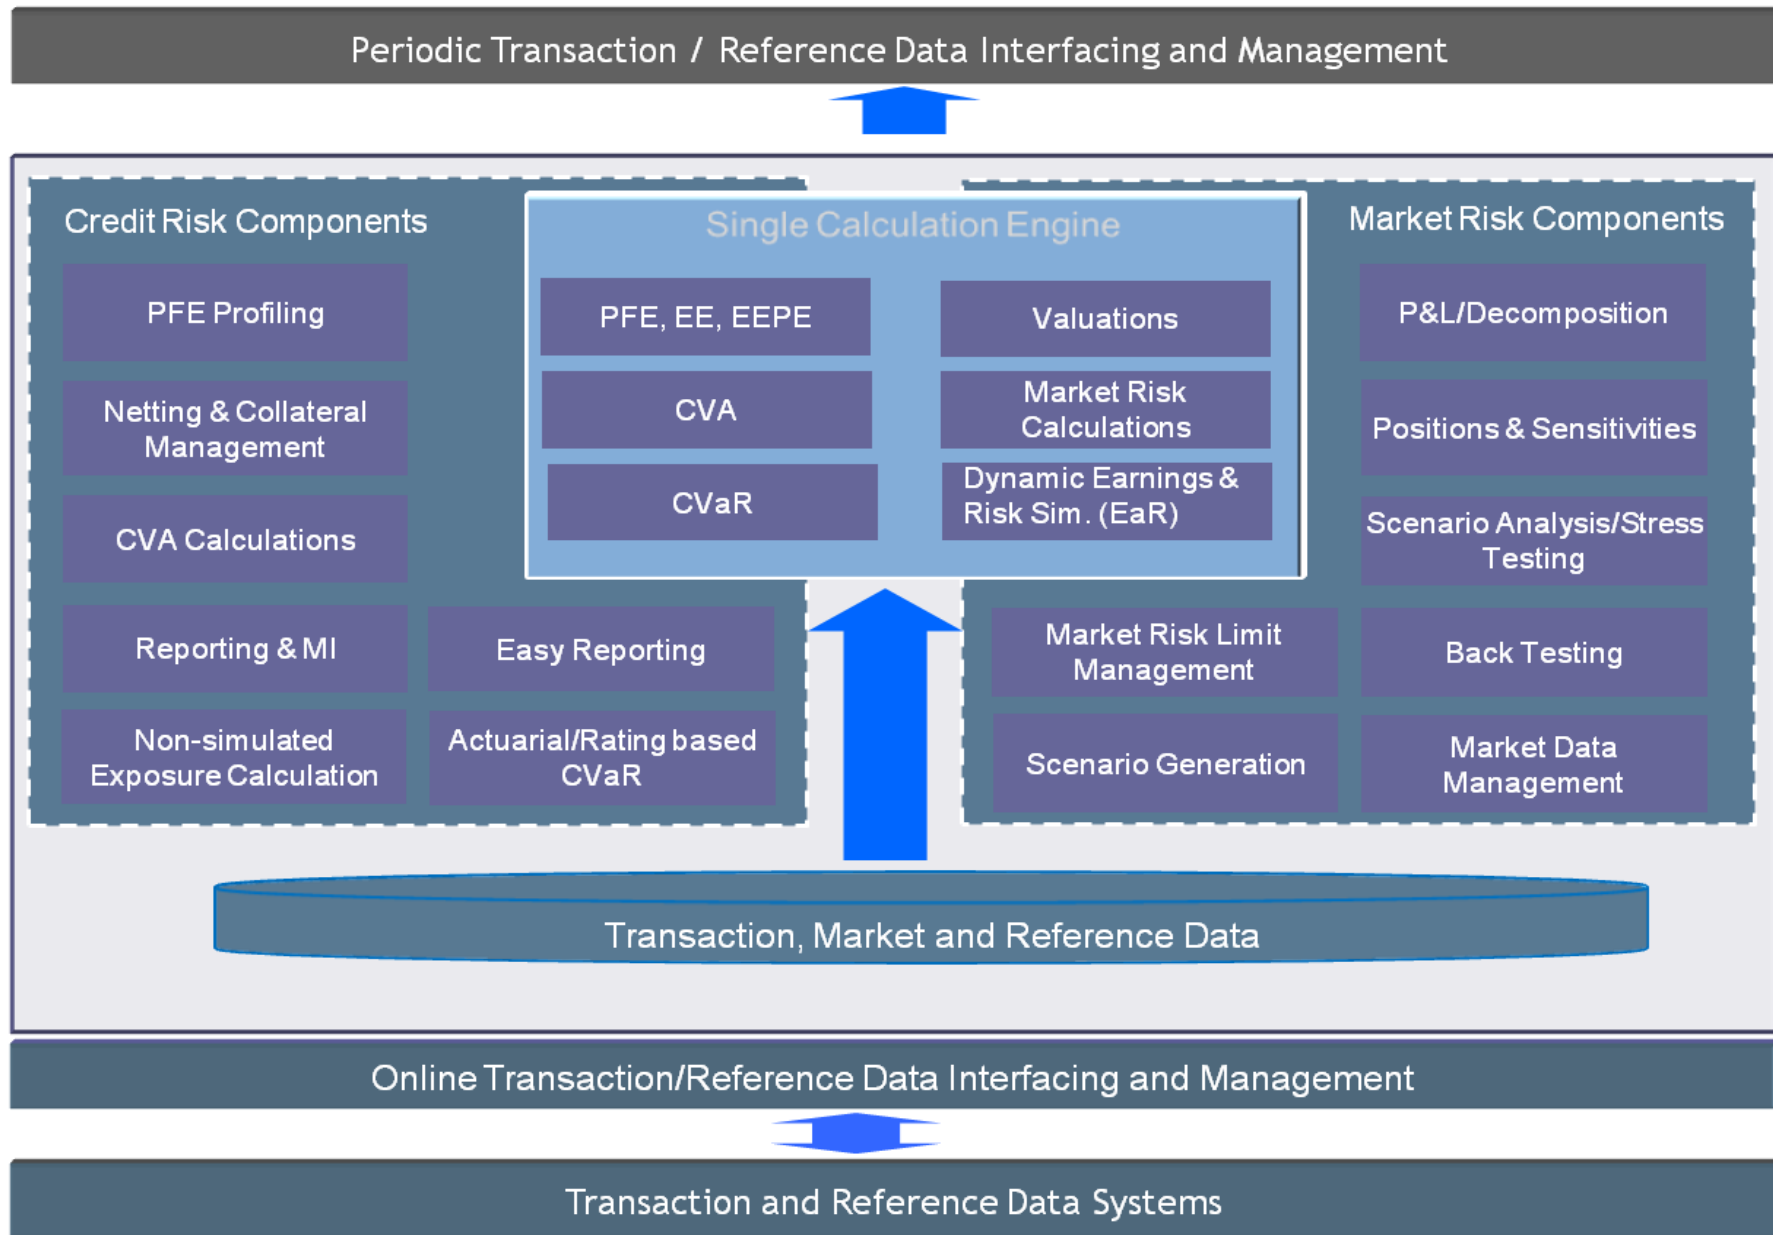 Periodic Transaction / Reference Data Interfacing and Management
Credit Risk Components
PFE Profiling
Netting & Collateral
Management
CVA Calculations
Reporting & MI
Easy Reporting
Non-simulated
Exposure Calculation
Actuarial/Rating based
CVaR
Single Calculation Engine
PFE, EE, EEPE
Valuations
CVA
Market Risk
Calculations
CVaR
Dynamic Earnings &
Risk Sim. (EaR)
Market Risk Components
P&L/Decomposition
Positions & Sensitivities
Scenario Analysis/Stress
Testing
Market Risk Limit
Management
Back Testing
Scenario Generation
Market Data
Management
Transaction, Market and Reference Data
Online Transaction/Reference Data Interfacing and Management
Transaction and Reference Data Systems